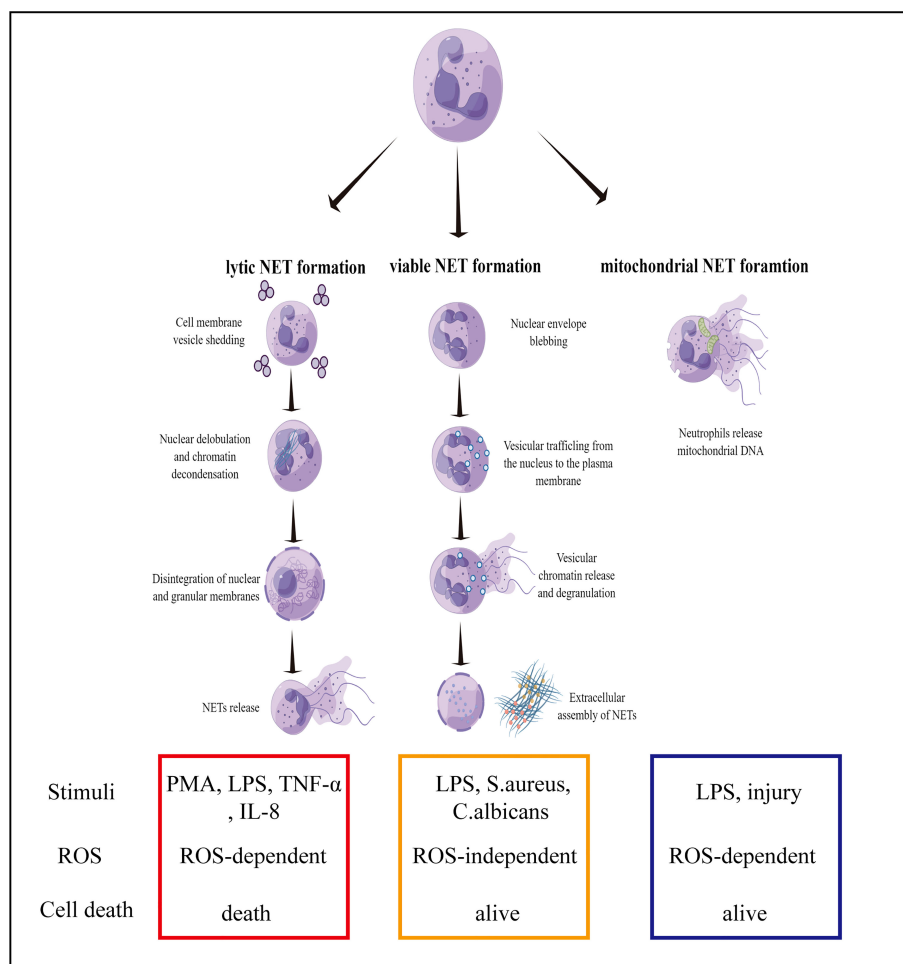 lytic NET formation
viable NET formation
mitochondrial NET foramtion
Cell membrane
vesicle shedding
Nuclear delobulation
and chromatin
decondensation
Disintegration of nuclear
and granular membranes
NETs release
Nuclear envelope
blebbing
Vesicular trafficling from
the nucleus to the plasma
membrane
Vesicular
chromatin release
and degranulation
Extracellular
assembly of NETs
Neutrophils release
mitochondrial DNA
Stimuli
PMA, LPS, TNF-α
, IL-8
LPS, S.aureus,
C.albicans
LPS, injury
ROS
ROS-dependent
ROS-independent
ROS-dependent
Cell death
death
alive
alive